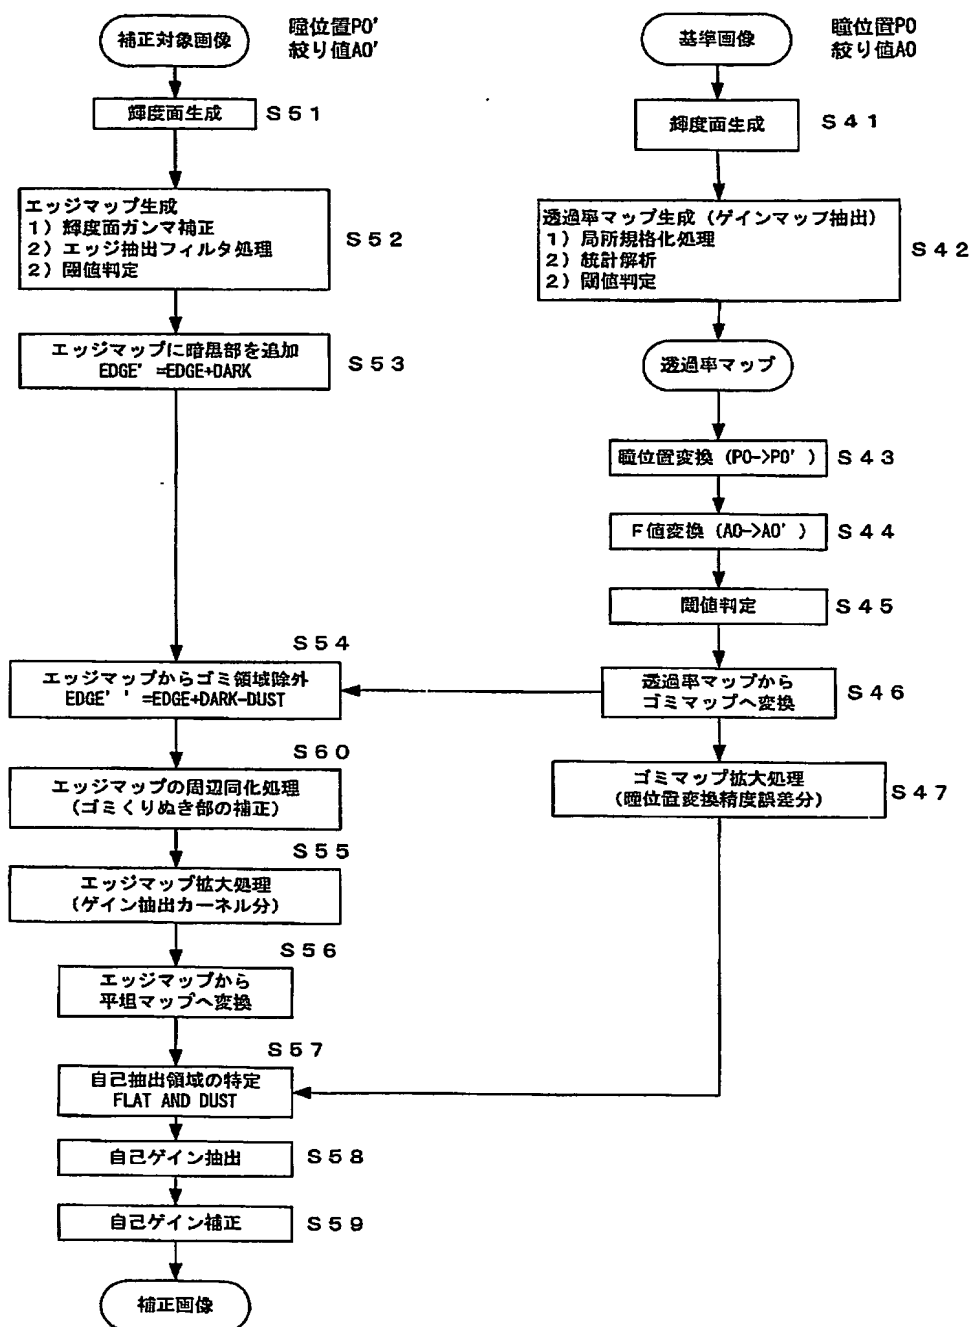 補正対象画像
瞳位置PO'
絞り値AO'
輝度面生成
S51
エッジマップ生成
1) 輝度面ガンマ補正
2) エッジ抽出フィルタ処理
2) 閾値判定
S52
エッジマップに暗黒部を追加
EDGE' =EDGE+DARK
S53
S54
エッジマップからゴミ領域除外
EDGE'' =EDGE+DARK-DUST
S60
エッジマップの周辺同化処理
(ゴミくりぬき部の補正)
S55
エッジマップ拡大処理
(ゲイン抽出カーネル分)
S56
エッジマップから
平坦マップへ変換
S57
自己抽出領域の特定
FLAT AND DUST
自己ゲイン抽出
S58
自己ゲイン補正
S59
補正画像
基準画像
瞳位置PO
絞り値AO
輝度面生成
S41
透過率マップ生成 (ゲインマップ抽出)
1) 局所規格化処理
2) 統計解析
2) 閾値判定
S42
透過率マップ
瞳位置変換 (PO->PO' )
S43
F値変換 (AO->AO' )
S44
閾値判定
S45
透過率マップから
ゴミマップへ変換
S46
ゴミマップ拡大処理
(瞳位置変換精度誤差分)
S47